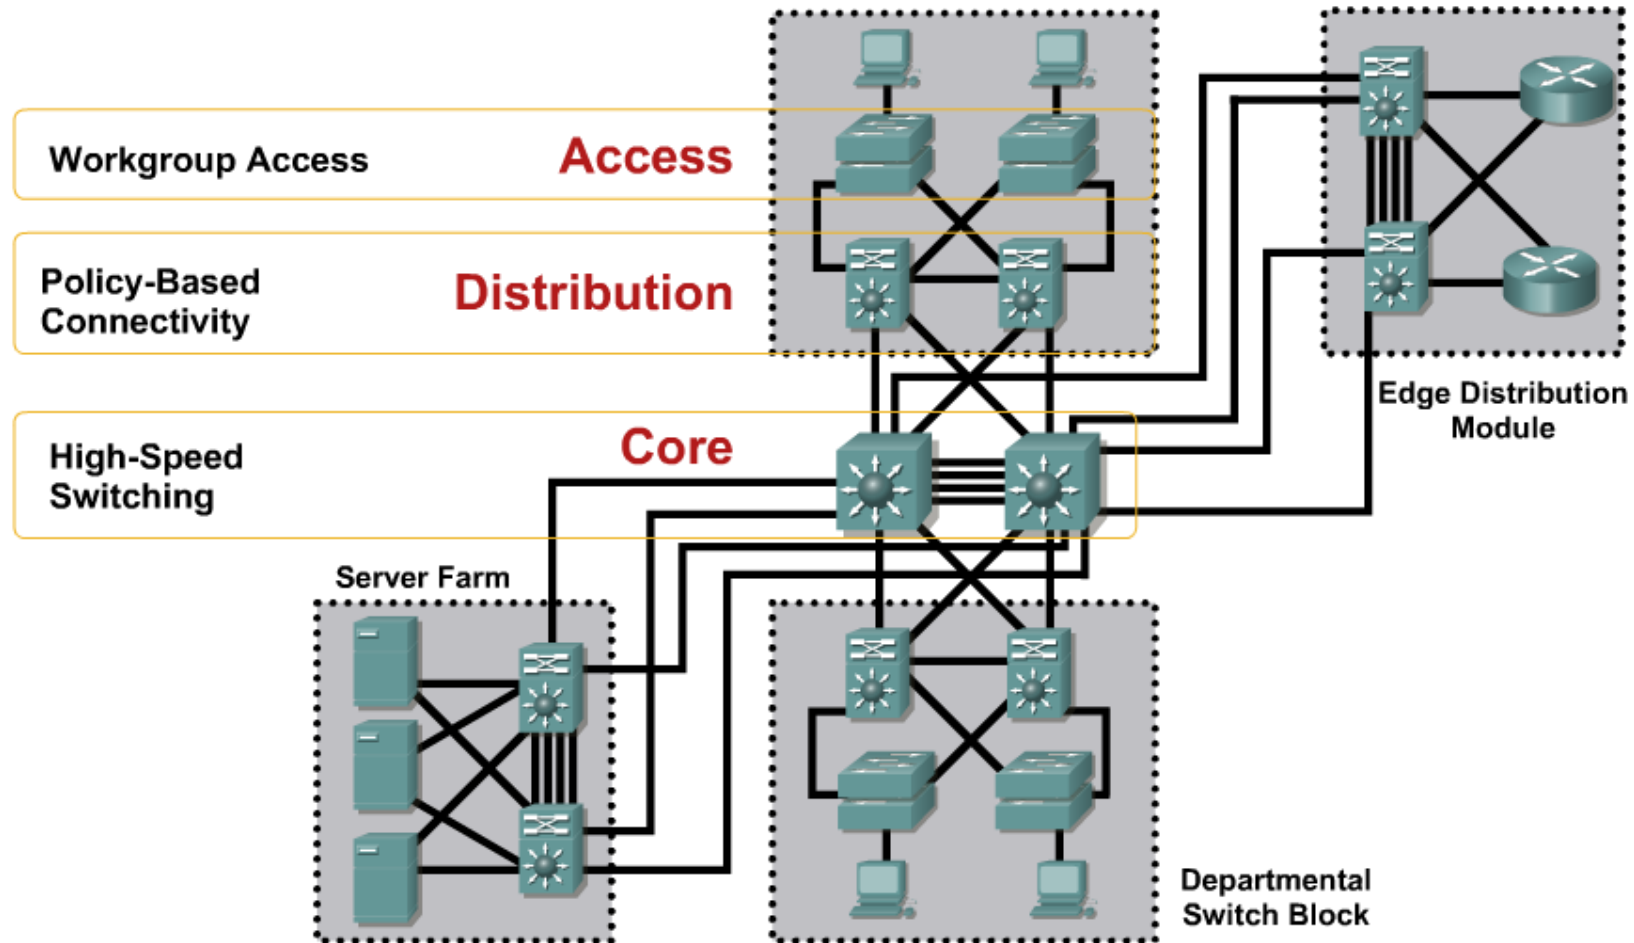 Workgroup Access
Access
Policy-Based
Connectivity
Distribution
Edge Distribution
Module
High-Speed
Switching
Core
Server Farm
Departmental
Switch Block